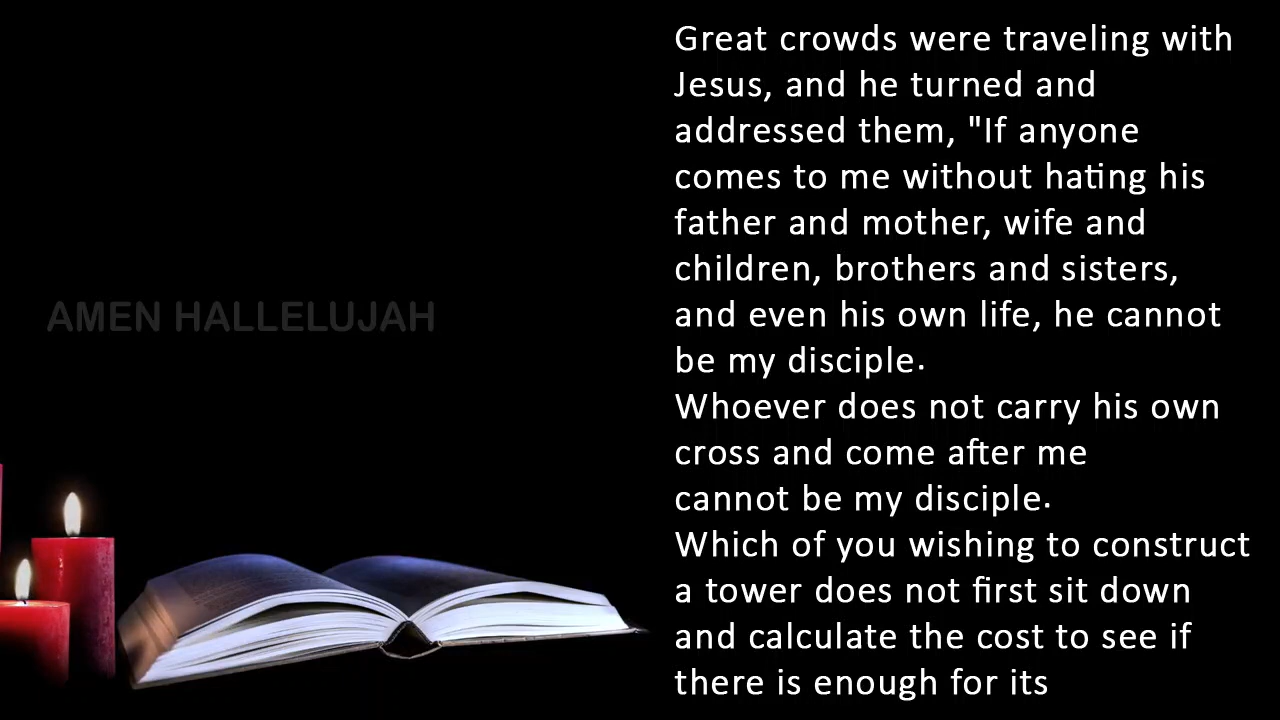 AMEN HALLELUJAH
Great crowds were traveling with
Jesus, and he turned and
addressed them, "If anyone
comes to me without hating his
father and mother, wife and
children, brothers and sisters,
and even his own life, he cannot
be my disciple.
Whoever does not carry his own
cross and come after me
cannot be my disciple.
Which of you wishing to construct
a tower does not first sit down
and calculate the cost to see if
there is enough for its